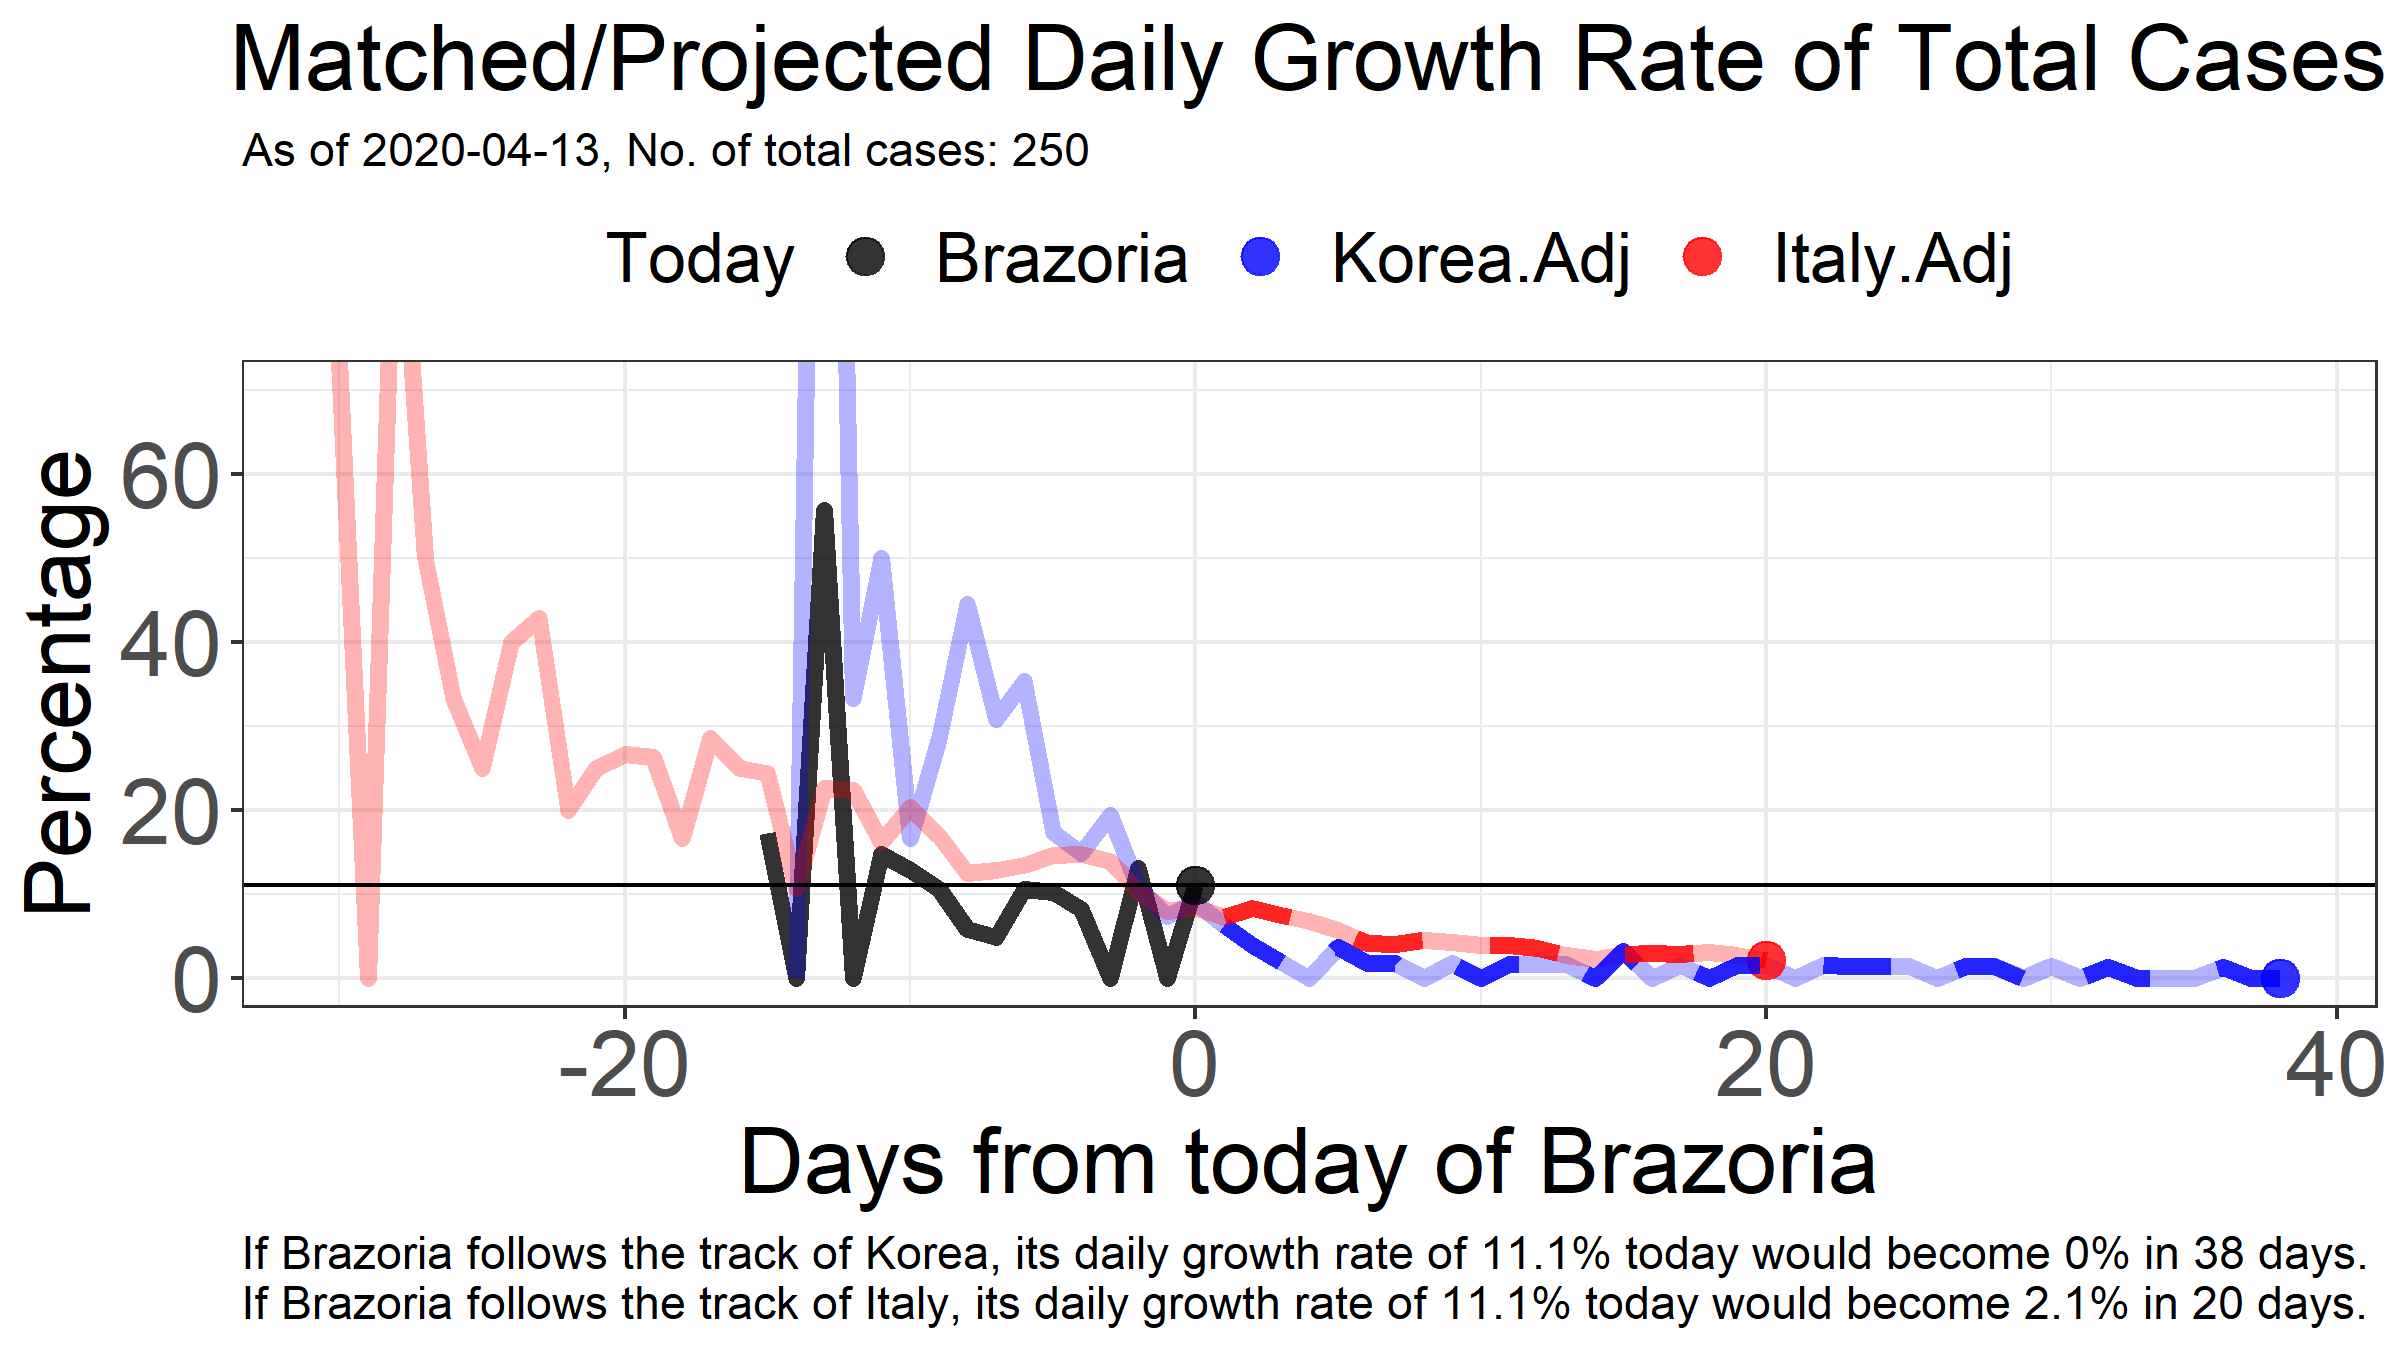 Matched/Projected Daily Growth Rate of Total Cases
As of 2020-04-13, No. of total cases: 250
Today Brazoria Korea.Adj Italy.Adj
Percentage
60
40
20
0
-20 0 20 40
Days from today of Brazoria
If Brazoria follows the track of Korea, its daily growth rate of 11.1% today would become 0% in 38 days.
If Brazoria follows the track of Italy, its daily growth rate of 11.1% today would become 2.1% in 20 days.